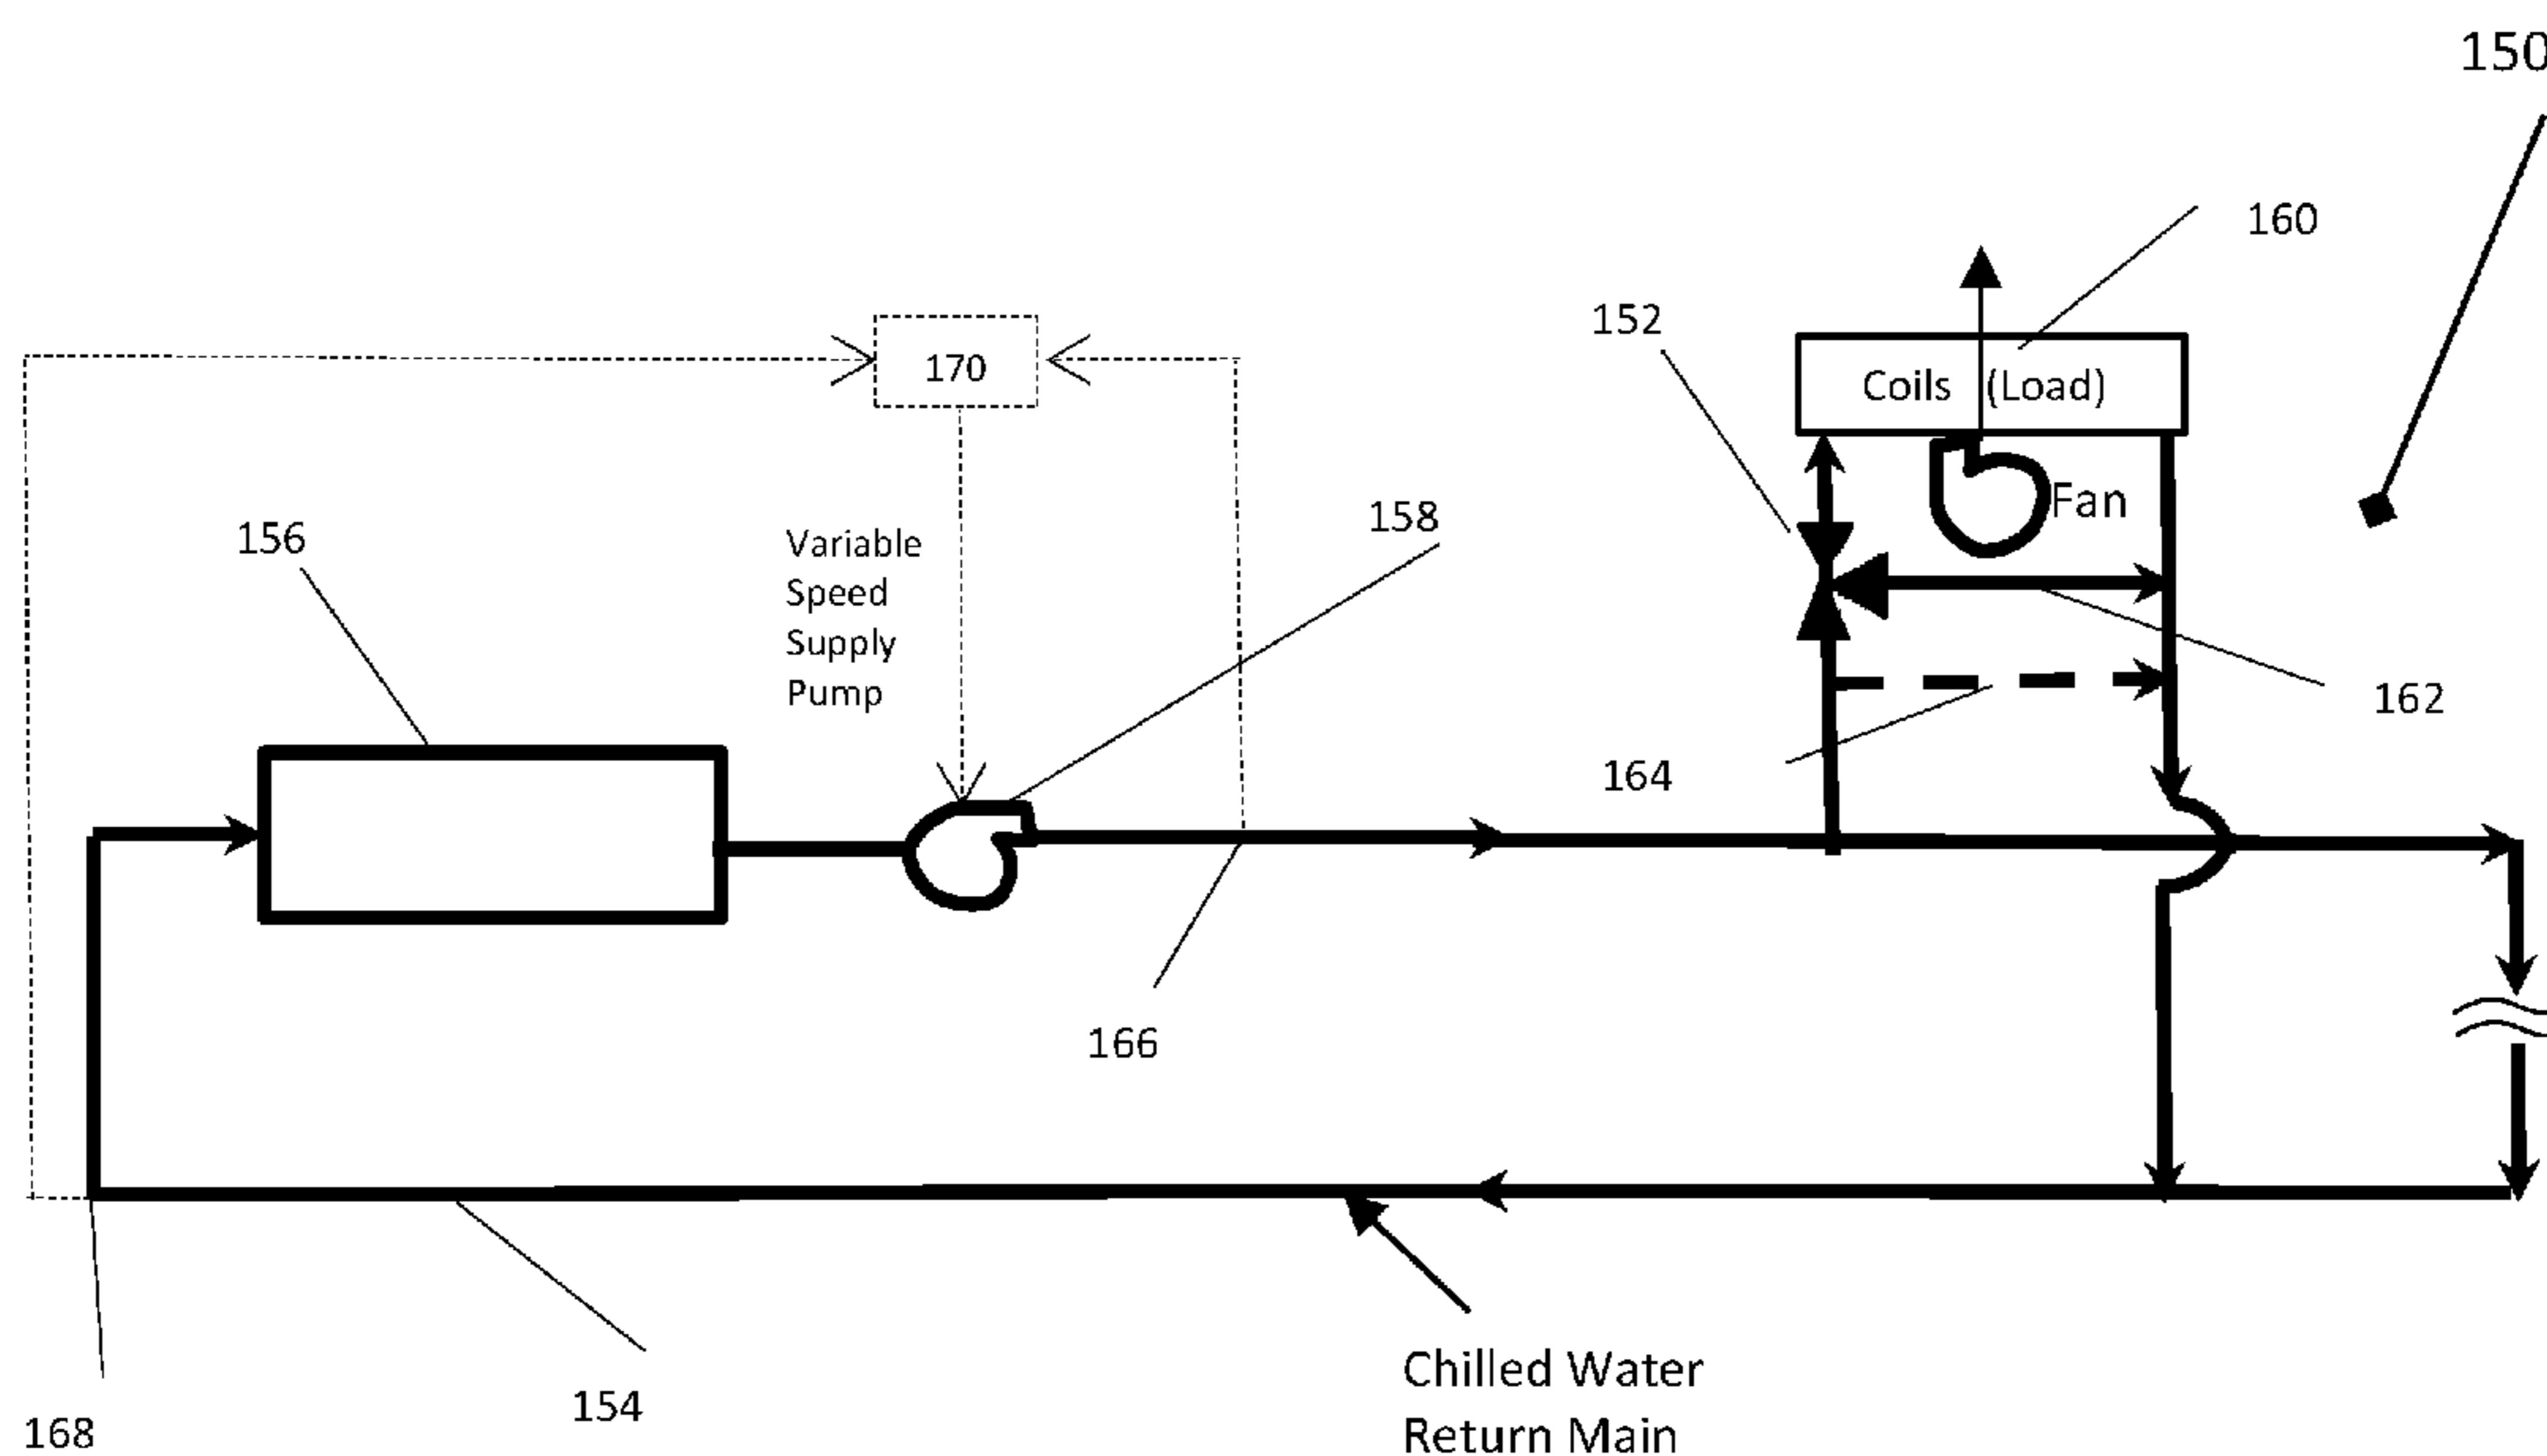 150
160
152
170
Coils (Load)
Fan
158
156
Variable
Speed
Supply
Pump
162
164
166
Chilled Water
Return Main
154
168